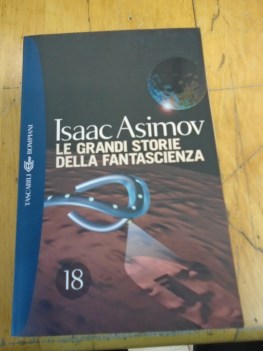 Isaac Asimov
LE GRANDI STORIE
DELLA FANTASCIENZA
18
TASCABILI BOMPIANI